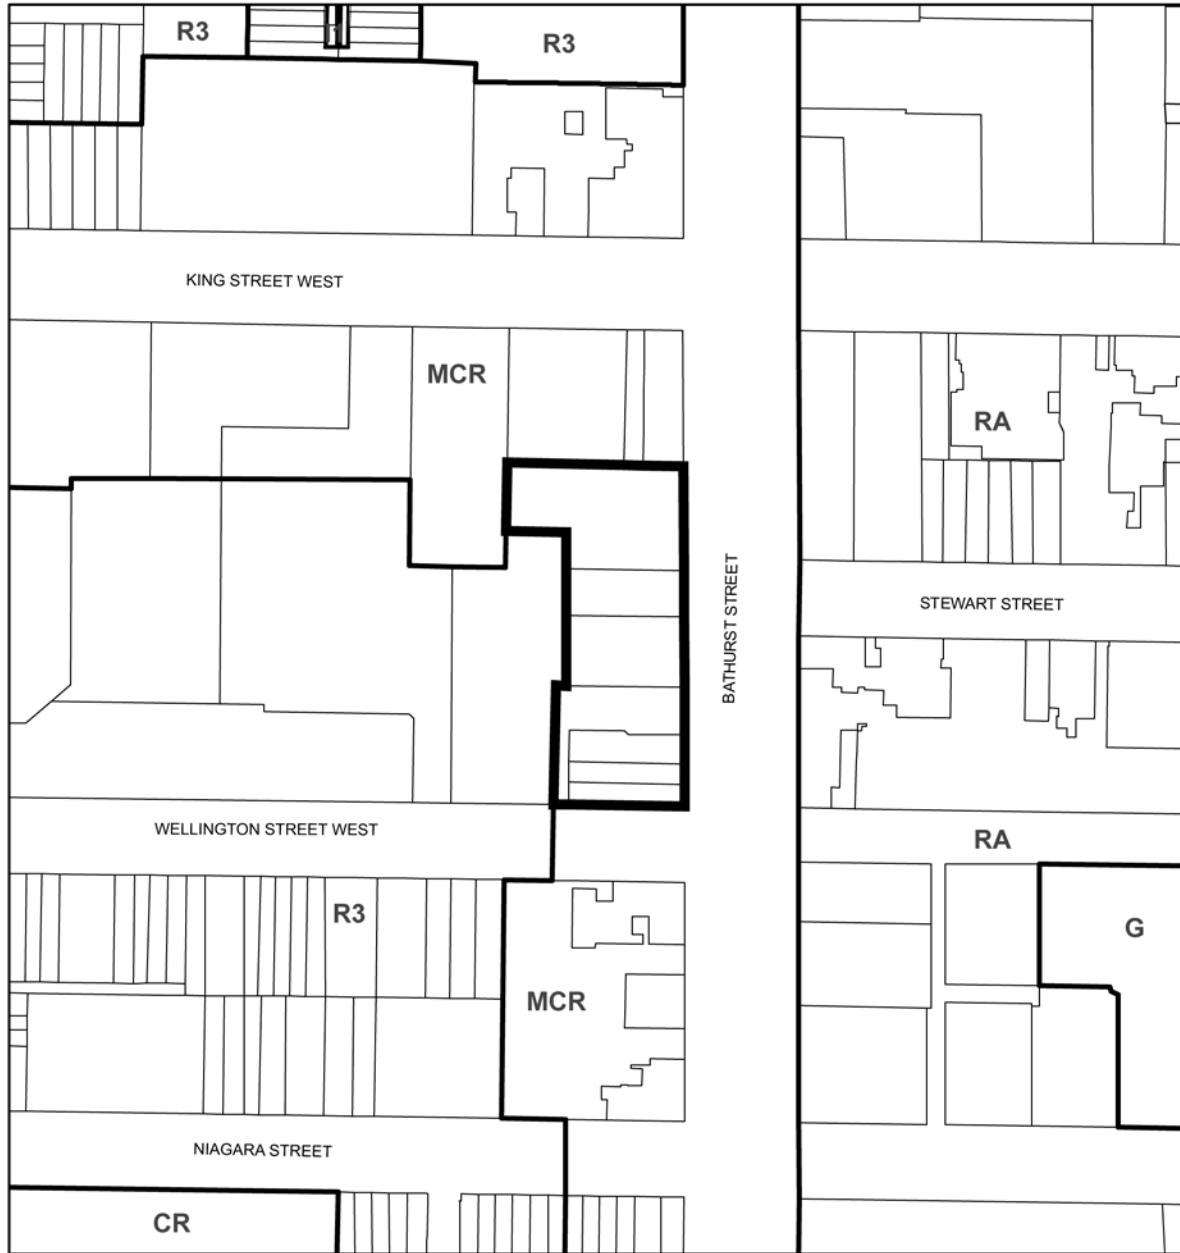 R3
R3
KING STREET WEST
MCR
RA
BATHURST STREET
STEWART STREET
WELLINGTON STREET WEST
RA
R3
G
MCR
NIAGARA STREET
CR